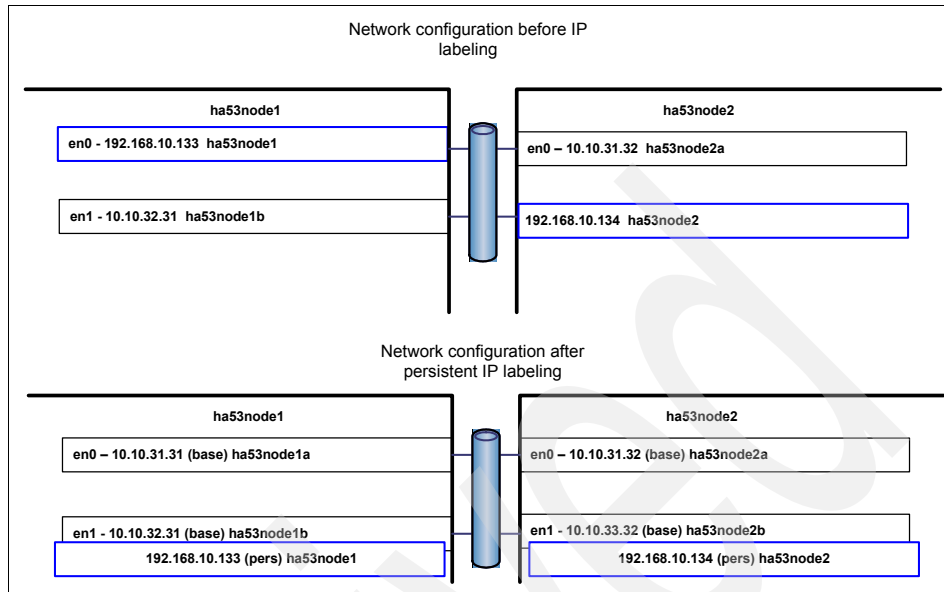 Network configuration before IP
labeling
ha53node1
ha53node2
en0 - 192.168.10.133 ha53node1
en0 – 10.10.31.32 ha53node2a
en1 - 10.10.32.31 ha53node1b
192.168.10.134 ha53node2
Network configuration after
persistent IP labeling
ha53node1
ha53node2
en0 – 10.10.31.31 (base) ha53node1a
en0 – 10.10.31.32 (base) ha53node2a
en1 - 10.10.32.31 (base) ha53node1b
en1 - 10.10.33.32 (base) ha53node2b
192.168.10.133 (pers) ha53node1
192.168.10.134 (pers) ha53node2